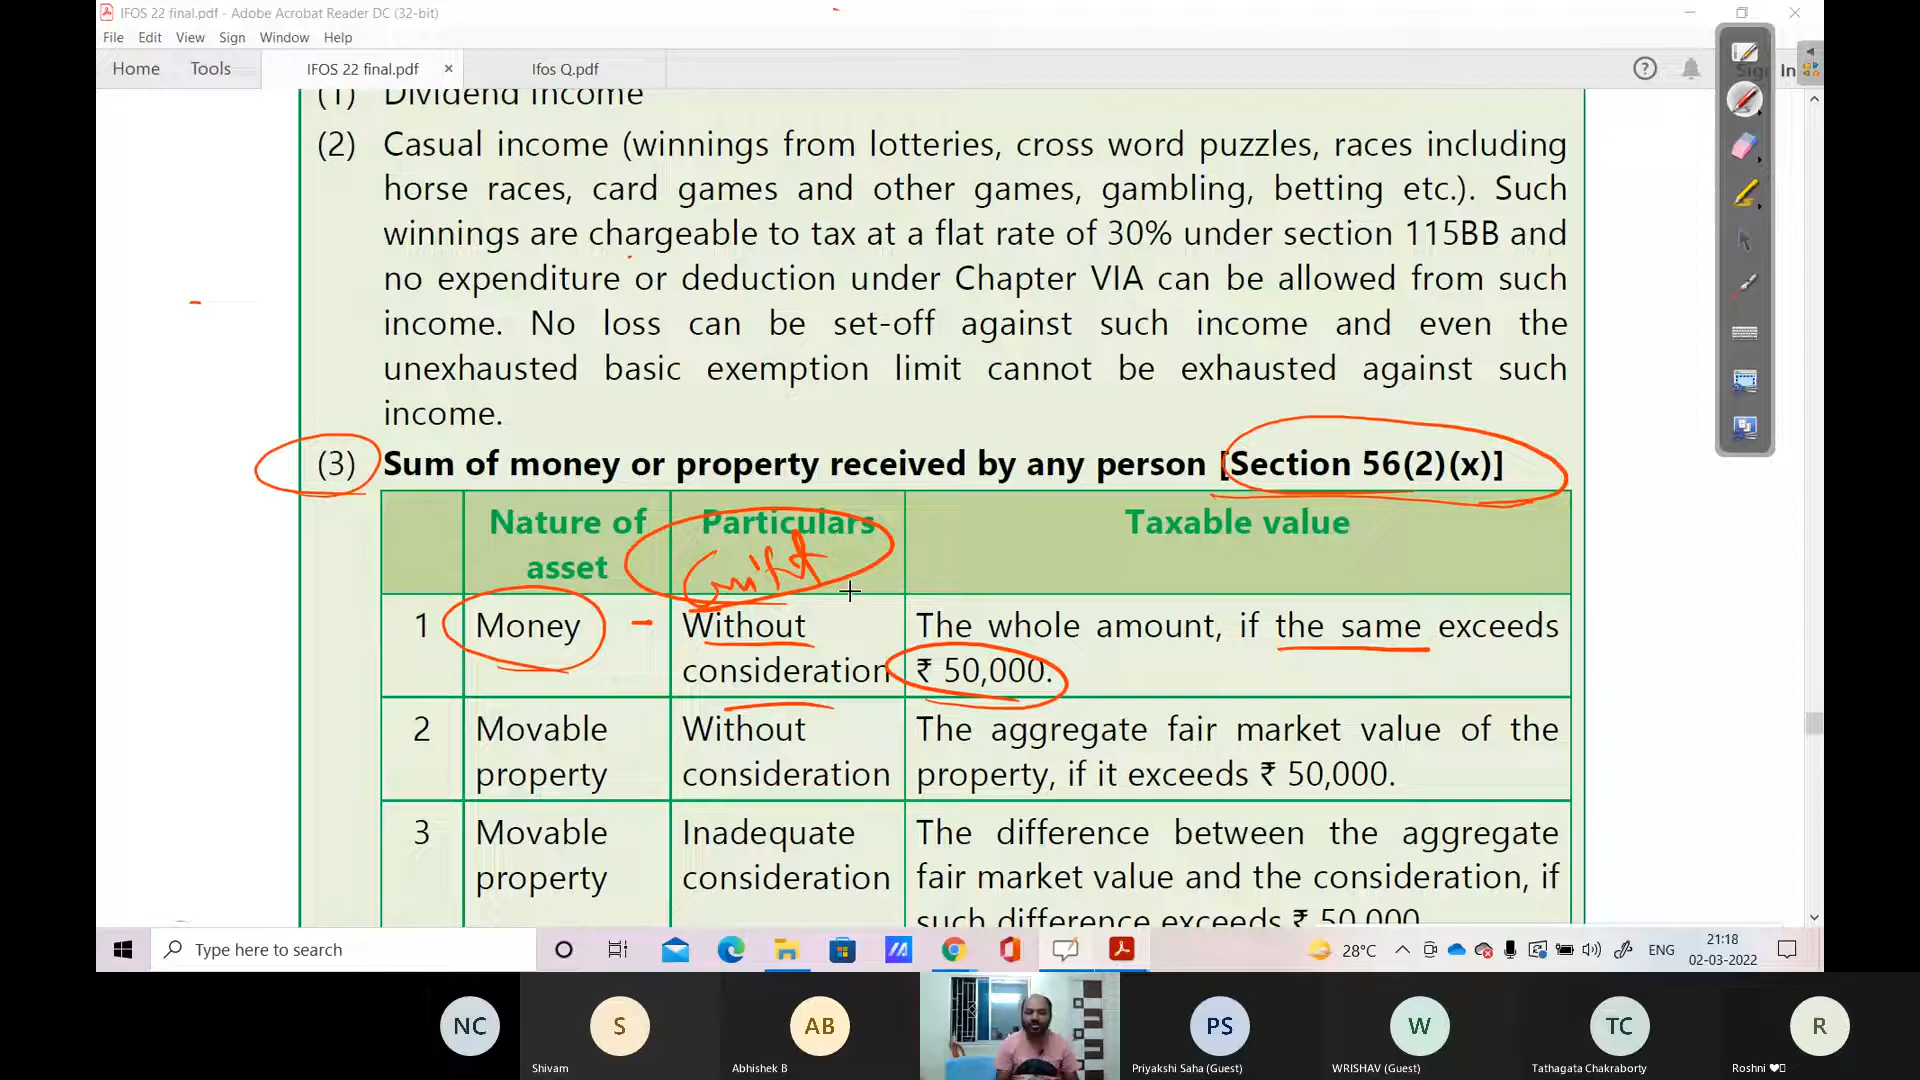 IFOS 22 final.pdf - Adobe Acrobat Reader DC (32-bit)
File Edit View Sign Window Help
Home Tools IFOS 22 final.pdf × Ifos Q.pdf Sign In
(1) Dividend Income
(2) Casual income (winnings from lotteries, cross word puzzles, races including
horse races, card games and other games, gambling, betting etc.). Such
winnings are chargeable to tax at a flat rate of 30% under section 115BB and
no expenditure or deduction under Chapter VIA can be allowed from such
income. No loss can be set-off against such income and even the
unexhausted basic exemption limit cannot be exhausted against such
income.
(3) Sum of money or property received by any person [Section 56(2)(x)]
Nature of asset
Particulars
Taxable value
1 Money
Without
consideration
The whole amount, if the same exceeds
₹ 50,000.
2 Movable
property
Without
consideration
The aggregate fair market value of the
property, if it exceeds ₹ 50,000.
3 Movable
property
Inadequate
consideration
The difference between the aggregate
fair market value and the consideration, if
such difference exceeds ₹ 50,000
Type here to search
28°C
ENG
21:18
02-03-2022
NC
S
AB
PS
W
TC
R
Shivam
Abhishek B
Priyakshi Saha (Guest)
WRISHAV (Guest)
Tathagata Chakraborty
Roshni